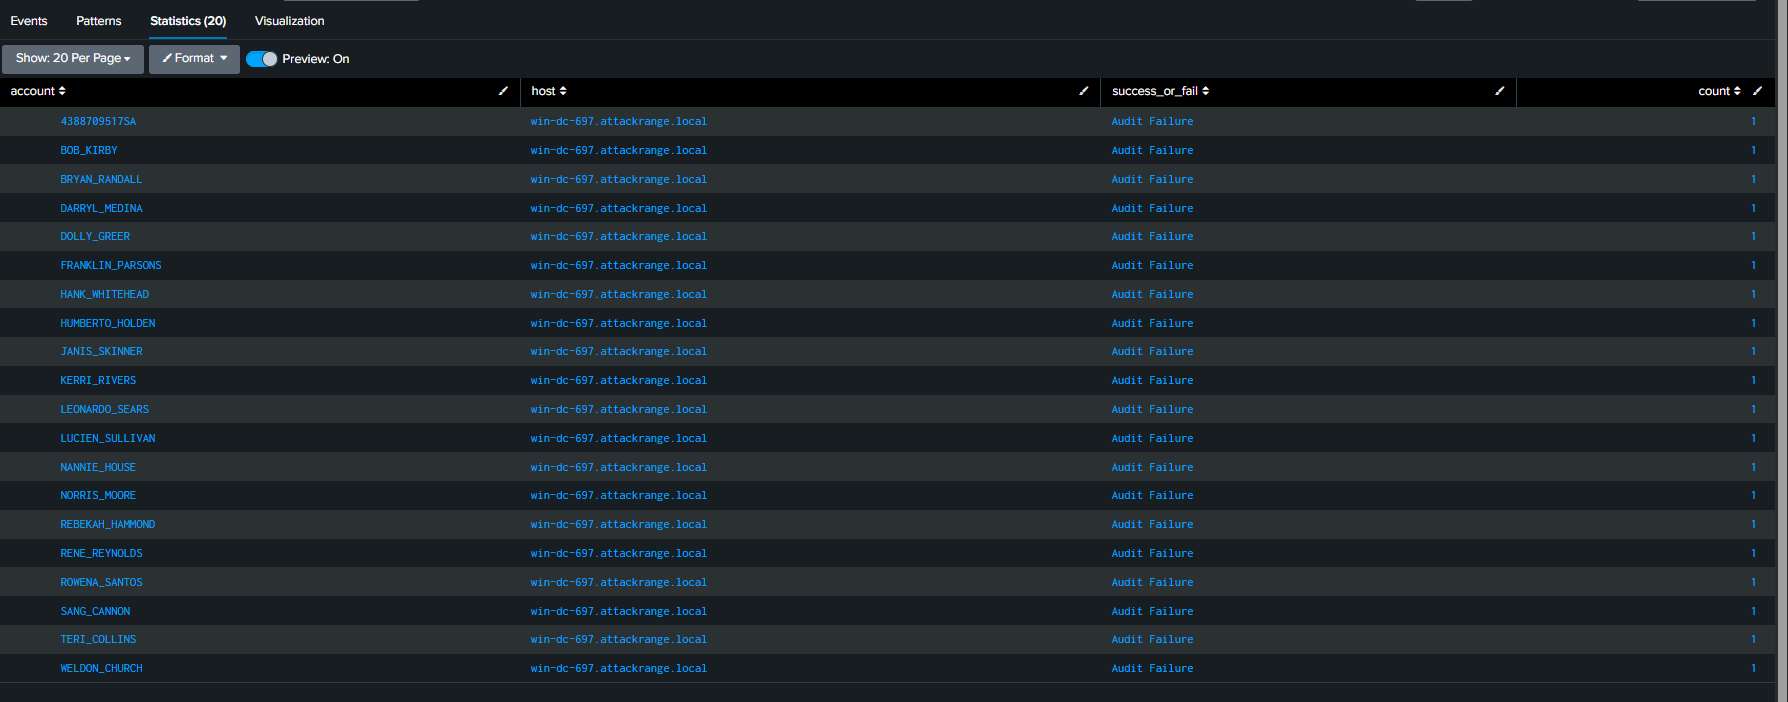 Events Patterns Statistics (20) Visualization
Show: 20 Per Page Format Preview: On
account host success_or_fail count
4388709517SA win-dc-697.attackrange.local Audit Failure 1
BOB_KIRBY win-dc-697.attackrange.local Audit Failure 1
BRYAN_RANDALL win-dc-697.attackrange.local Audit Failure 1
DARRYL_MEDINA win-dc-697.attackrange.local Audit Failure 1
DOLLY_GREER win-dc-697.attackrange.local Audit Failure 1
FRANKLIN_PARSONS win-dc-697.attackrange.local Audit Failure 1
HANK_WHITEHEAD win-dc-697.attackrange.local Audit Failure 1
HUMBERTO_HOLDEN win-dc-697.attackrange.local Audit Failure 1
JANIS_SKINNER win-dc-697.attackrange.local Audit Failure 1
KERRI_RIVERS win-dc-697.attackrange.local Audit Failure 1
LEONARDO_SEARS win-dc-697.attackrange.local Audit Failure 1
LUCIEN_SULLIVAN win-dc-697.attackrange.local Audit Failure 1
NANNIE_HOUSE win-dc-697.attackrange.local Audit Failure 1
NORRIS_MOORE win-dc-697.attackrange.local Audit Failure 1
REBEKAH_HAMMOND win-dc-697.attackrange.local Audit Failure 1
RENE_REYNOLDS win-dc-697.attackrange.local Audit Failure 1
ROWENA_SANTOS win-dc-697.attackrange.local Audit Failure 1
SANG_CANNON win-dc-697.attackrange.local Audit Failure 1
TERI_COLLINS win-dc-697.attackrange.local Audit Failure 1
WELDON_CHURCH win-dc-697.attackrange.local Audit Failure 1